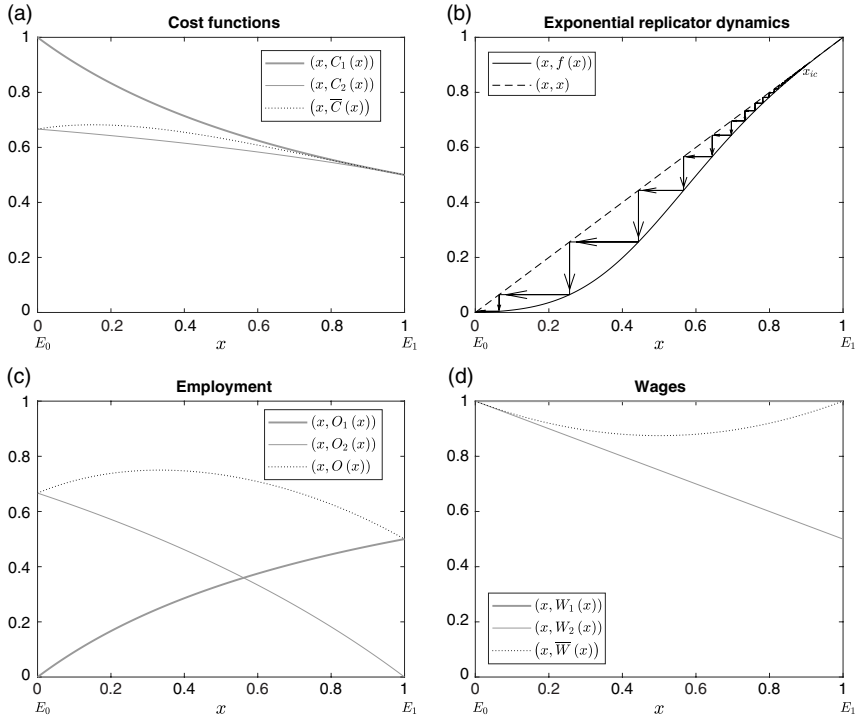 (a)
Cost functions
1
0.8
0.6
0.4
0.2
0
(x, C₁ (x))
(x, C₂ (x))
(x, C̅ (x))
0 0.2 0.4 0.6 0.8 1
E₀ x E₁
(b)
Exponential replicator dynamics
1
0.8
0.6
0.4
0.2
0
(x, f (x))
(x, x)
x_{ic}
0 0.2 0.4 0.6 0.8 1
E₀ x E₁
(c)
Employment
1
0.8
0.6
0.4
0.2
0
(x, O₁ (x))
(x, O₂ (x))
(x, O (x))
0 0.2 0.4 0.6 0.8 1
E₀ x E₁
(d)
Wages
1
0.8
0.6
0.4
0.2
0
(x, W₁ (x))
(x, W₂ (x))
(x, W̅ (x))
0 0.2 0.4 0.6 0.8 1
E₀ x E₁